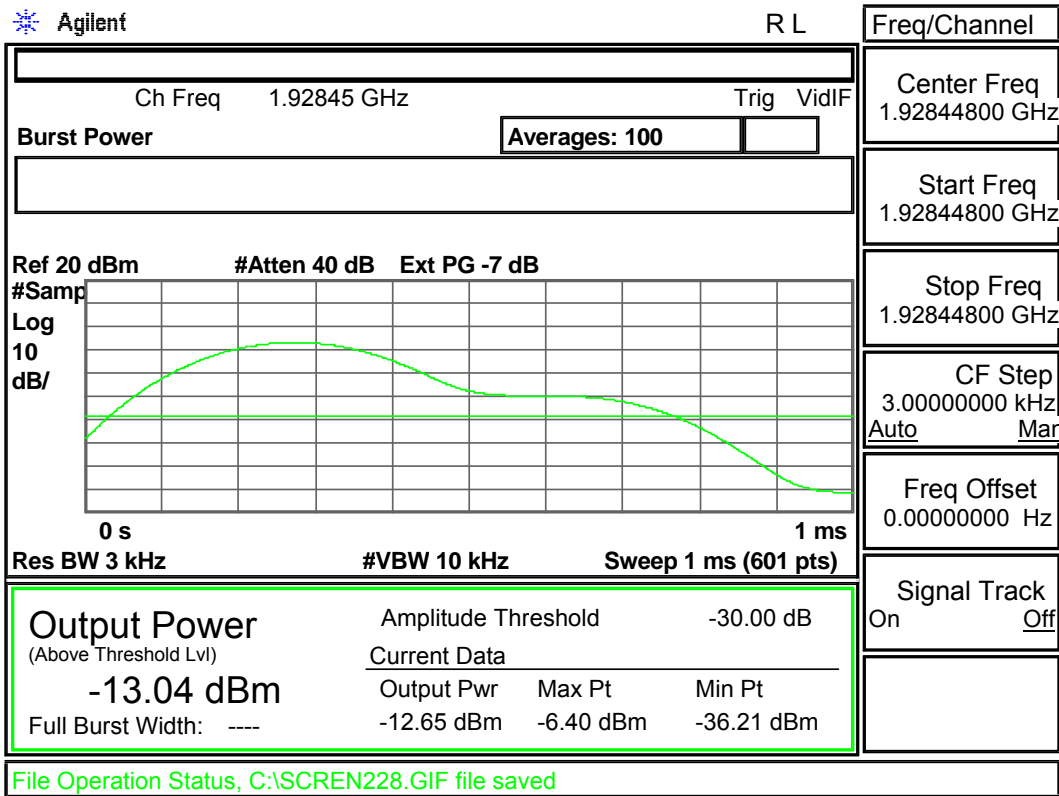 Agilent R L Freq/Channel
Ch Freq 1.92845 GHz Trig VidIF
Burst Power Averages: 100
Ref 20 dBm #Atten 40 dB Ext PG -7 dB
#Samp
Log
10
dB/
0 s 1 ms
Res BW 3 kHz #VBW 10 kHz Sweep 1 ms (601 pts)
Output Power
(Above Threshold Lvl)
-13.04 dBm
Full Burst Width: ----
Amplitude Threshold -30.00 dB
Current Data
Output Pwr Max Pt Min Pt
-12.65 dBm -6.40 dBm -36.21 dBm
Center Freq
1.92844800 GHz
Start Freq
1.92844800 GHz
Stop Freq
1.92844800 GHz
CF Step
3.00000000 kHz
Auto Man
Freq Offset
0.00000000 Hz
Signal Track
On Off
File Operation Status, C:\SCREN228.GIF file saved